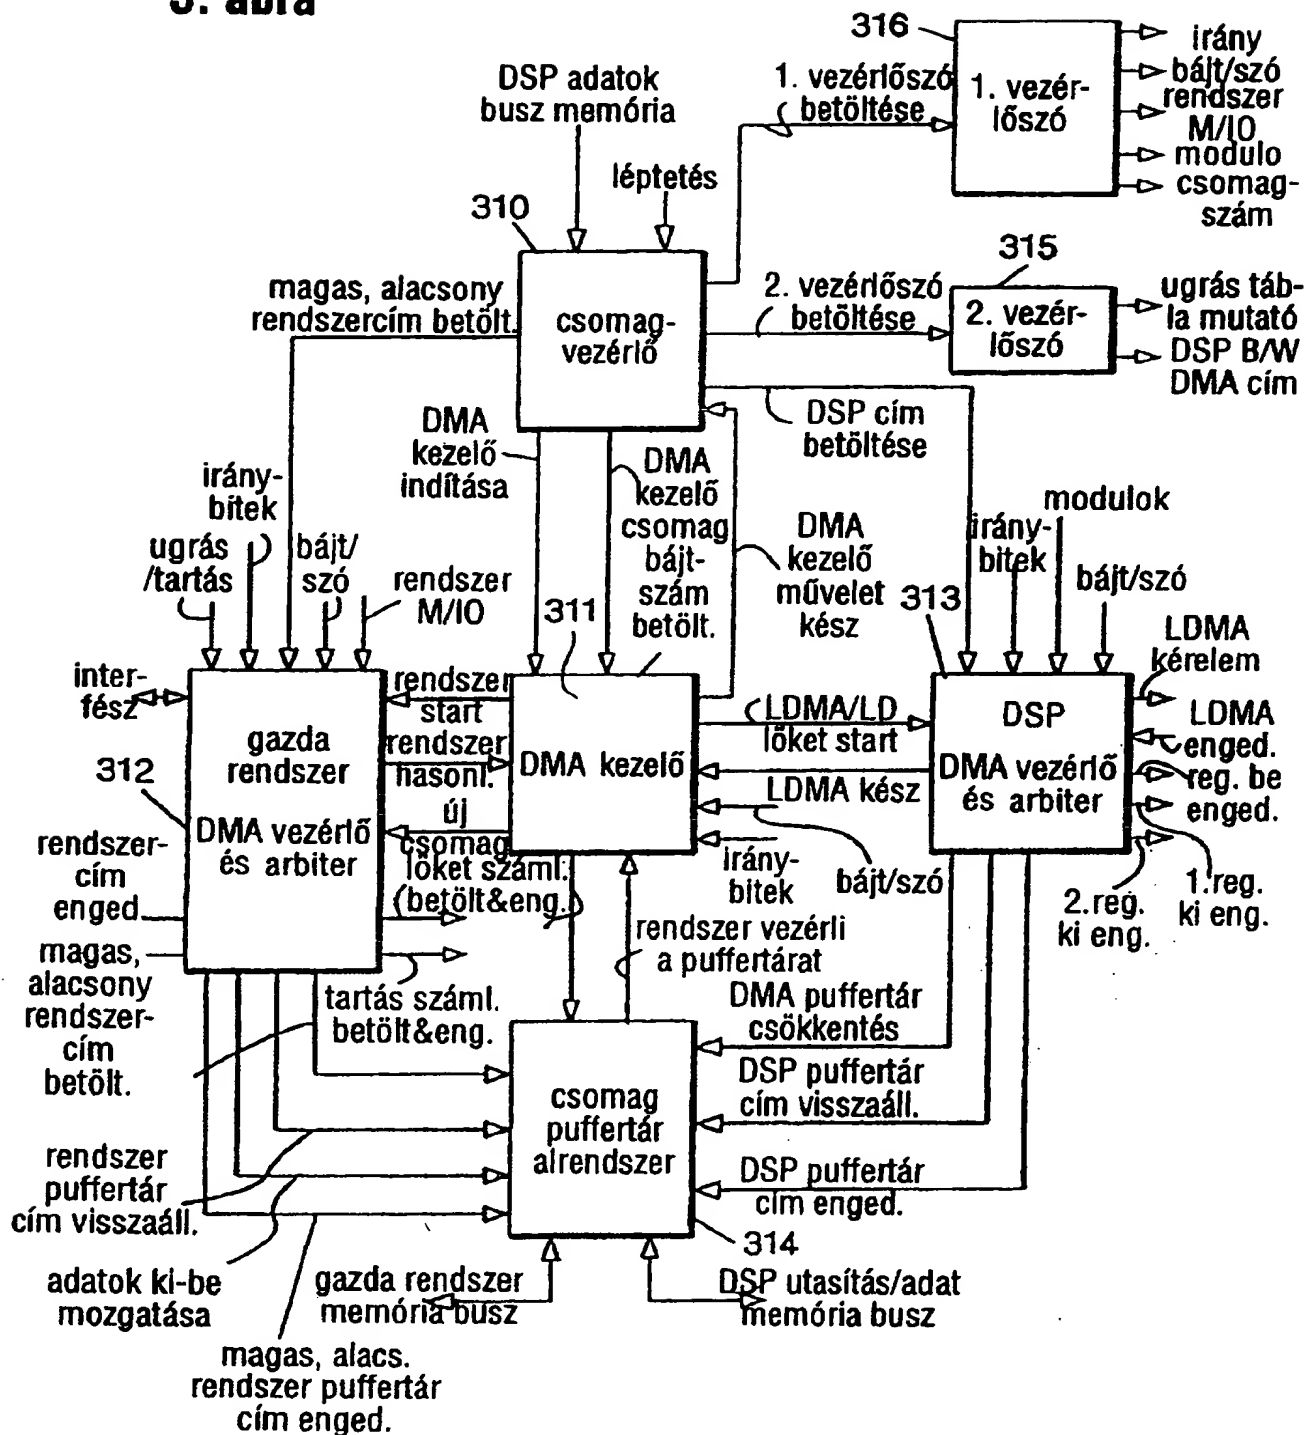 3. ábra
316
1. vezérlőszó
betöltése
1. vezér-
lőszó
irány
bájt/szó
rendszer
M/IO
modulo
csomag-
szám
DSP adatok
busz memória
léptetés
310
csomag-
vezérlő
magas, alacsony
rendszercím betölt.
2. vezérlőszó
betöltése
315
2. vezér-
lőszó
ugrás táb-
la mutató
DSP B/W
DMA cím
DSP cím
betöltése
DMA
kezelő
indítása
DMA
kezelő
csomag
bájt-
szám
betölt.
DMA
kezelő
művelet
kész
irány-
bitek
ugrás
/tartás
bájt/
szó
rendszer
M/IO
311
313
irány-
bitek
modulok
bájt/szó
inter-
fész
312
gazda
rendszer
DMA vezérlő
és arbiter
rendszer
start
rendszer
hasonl.
új
csomag
löket száml.
(betölt&eng.)
DMA kezelő
LDMA/LD
löket start
LDMA kész
irány-
bitek
bájt/szó
DSP
DMA vezérlő
és arbiter
LDMA
kérelem
LDMA
enged.
reg. be
enged.
1.reg.
ki eng.
2.reg.
ki eng.
rendszer-
cím
enged
magas,
alacsony
rendszer-
cím
betölt.
tartás száml.
betölt&eng.
rendszer vezérli
a puffertárat
DMA puffertár
csökkentés
DSP puffertár
cím visszaáll.
DSP puffertár
cím enged.
csomag
puffertár
alrendszer
314
rendszer
puffertár
cím visszaáll.
adatok ki-be
mozgatása
magas, alacs.
rendszer puffertár
cím enged.
gazda rendszer
memória busz
DSP utasítás/adat
memória busz